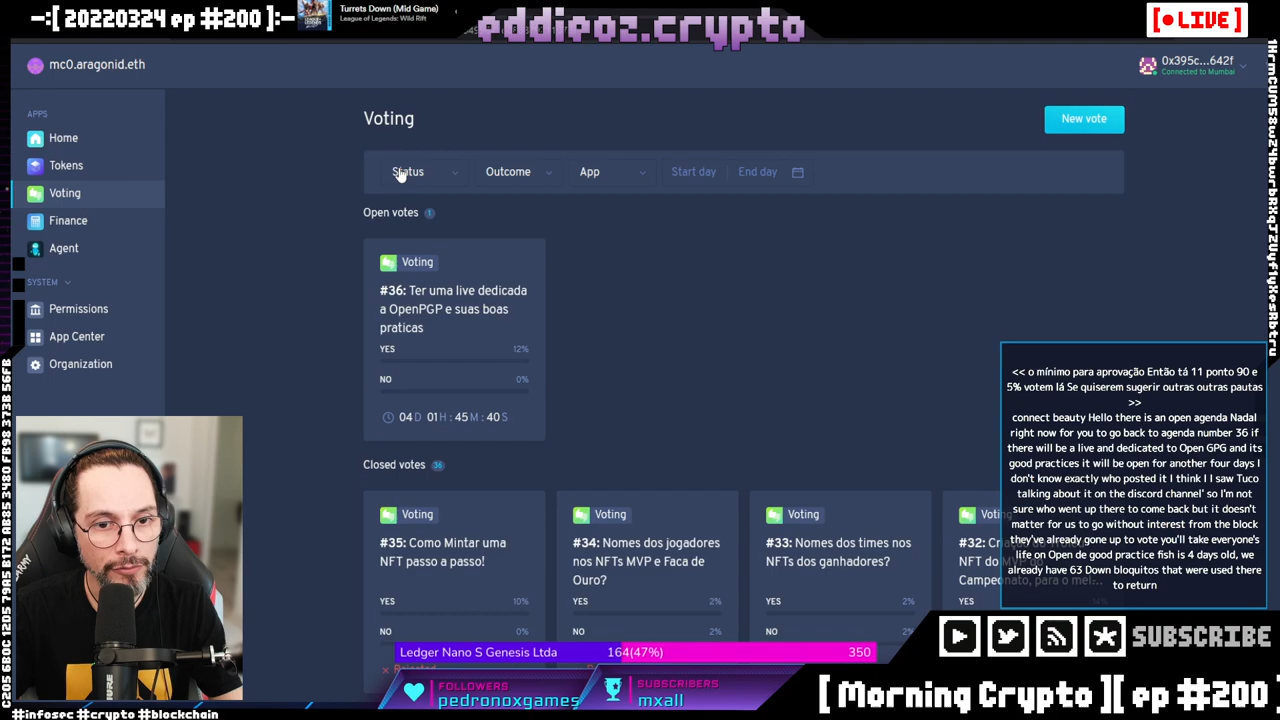 -:[ 20220324 ep #200 ]:-
Turrets Down (Mid Game)
League of Legends: Wild Rift
eddieoz.crypto
[●LIVE]
mc0.aragonid.eth
0x395c...642f
Connected to Mumbai
APPS
Home
Tokens
Voting
Finance
Agent
SYSTEM
Permissions
App Center
Organization
Voting
New vote
Status
Outcome
App
Start day
End day
Open votes 1
Voting
#36: Ter uma live dedicada
a OpenPGP e suas boas
praticas
YES 12%
NO 0%
04 D 01 H : 45 M : 40 S
Closed votes 36
Voting
#35: Como Mintar uma
NFT passo a passo!
YES 10%
NO 0%
Voting
#34: Nomes dos jogadores
nos NFTs MVP e Faca de
Ouro?
YES 2%
NO 2%
Voting
#33: Nomes dos times nos
NFTs dos ganhadores?
YES 2%
NO 2%
Voting
NFT do MVP do
YES
<< o mínimo para aprovação Então tá 11 ponto 90 e
5% votem lá Se quiserem sugerir outras outras pautas
>>
connect beauty Hello there is an open agenda Nadal
right now for you to go back to agenda number 36 if
there will be a live and dedicated to Open GPG and its
good practices it will be open for another four days I
don't know exactly who posted it I think I I saw Tuco
talking about it on the discord channel' so I'm not
sure who went up there to come back but it doesn't
matter for us to go without interest from the block
they've already gone up to vote you'll take everyone's
life on Open de good practice fish is 4 days old, we
already have 63 Down bloquitos that were used there
to return
Ledger Nano S Genesis Ltda 164(47%) 350
FOLLOWERS
pedronoxgames
SUBSCRIBERS
mxall
SUBSCRIBE
[Morning Crypto][ ep #200]
#infosec #crypto #blockchain